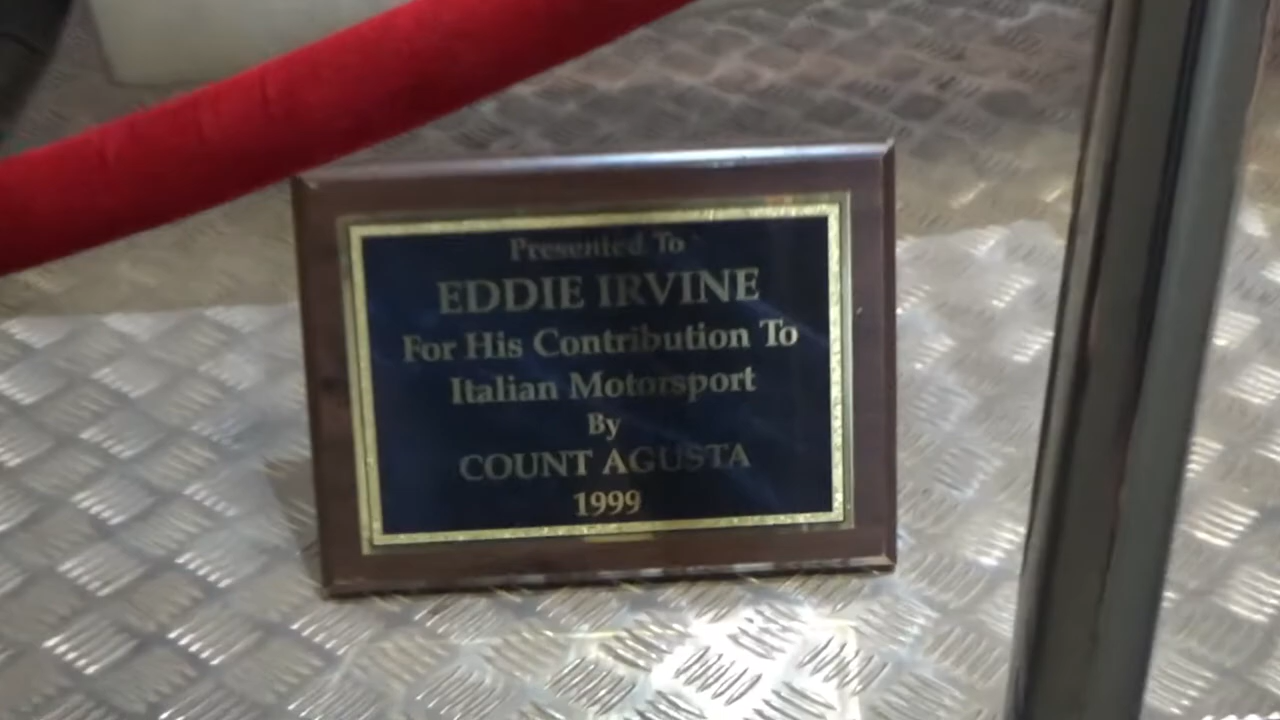 Presented To
EDDIE IRVINE
For His Contribution To
Italian Motorsport
By
COUNT AGUSTA
1999